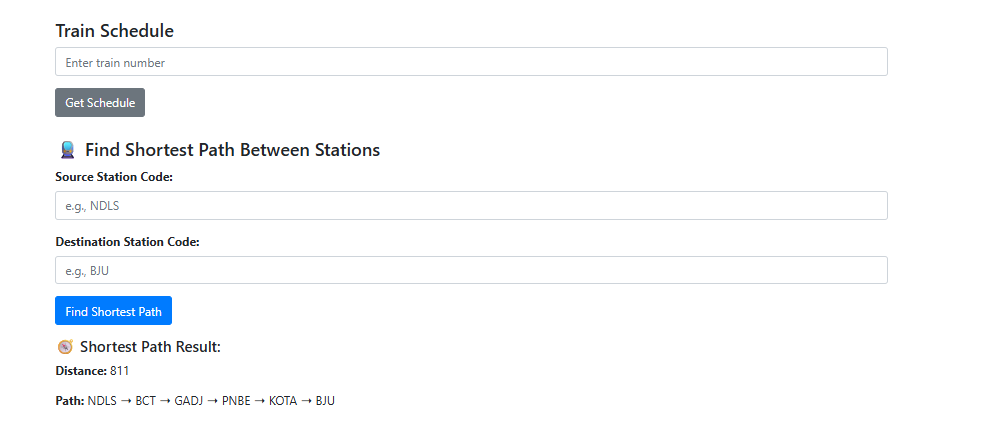 Train Schedule
Enter train number
Get Schedule
Find Shortest Path Between Stations
Source Station Code:
e.g., NDLS
Destination Station Code:
e.g., BJU
Find Shortest Path
Shortest Path Result:
Distance: 811
Path: NDLS → BCT → GADJ → PNBE → KOTA → BJU